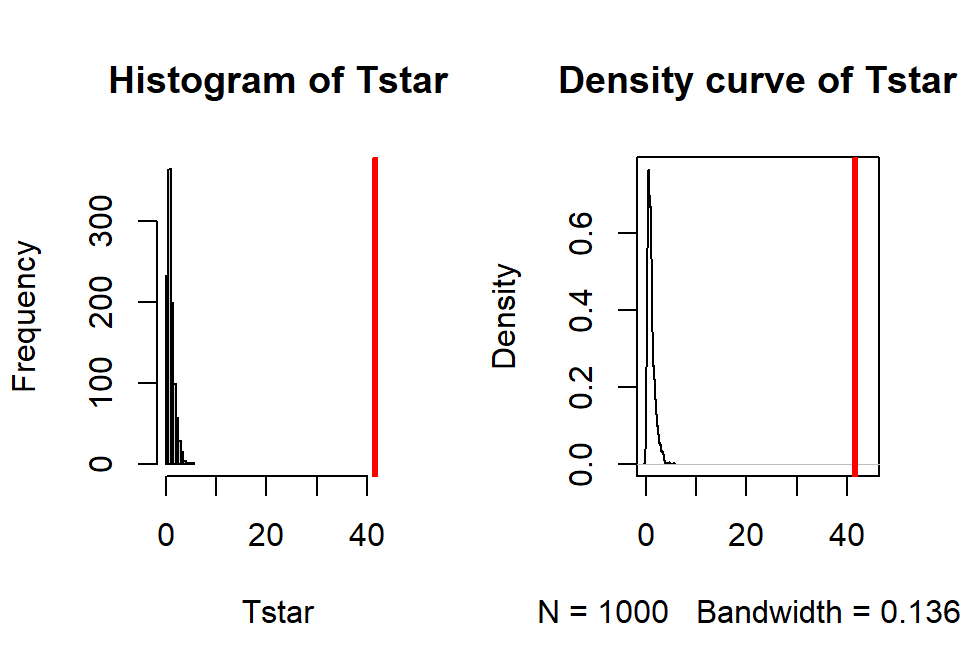 Histogram of Tstar
Frequency
300
200
100
0
0 20 40
Tstar
Density curve of Tstar
Density
0.6
0.4
0.2
0.0
0 20 40
N = 1000 Bandwidth = 0.136